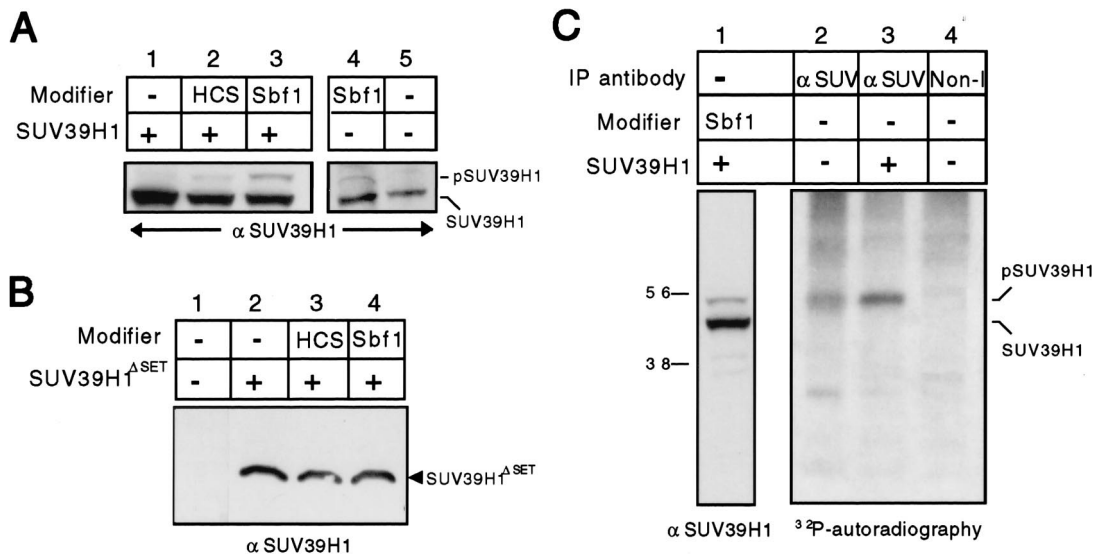 A
1 2 3 4 5
Modifier - HCS Sbf1 Sbf1 -
SUV39H1 + + + - -
pSUV39H1
SUV39H1
α SUV39H1
B
1 2 3 4
Modifier - - HCS Sbf1
SUV39H1ΔSET - + + +
SUV39H1ΔSET
α SUV39H1
C
1 2 3 4
IP antibody - α SUV α SUV Non-I
Modifier Sbf1 - - -
SUV39H1 + - + -
56
38
pSUV39H1
SUV39H1
α SUV39H1
32P-autoradiography